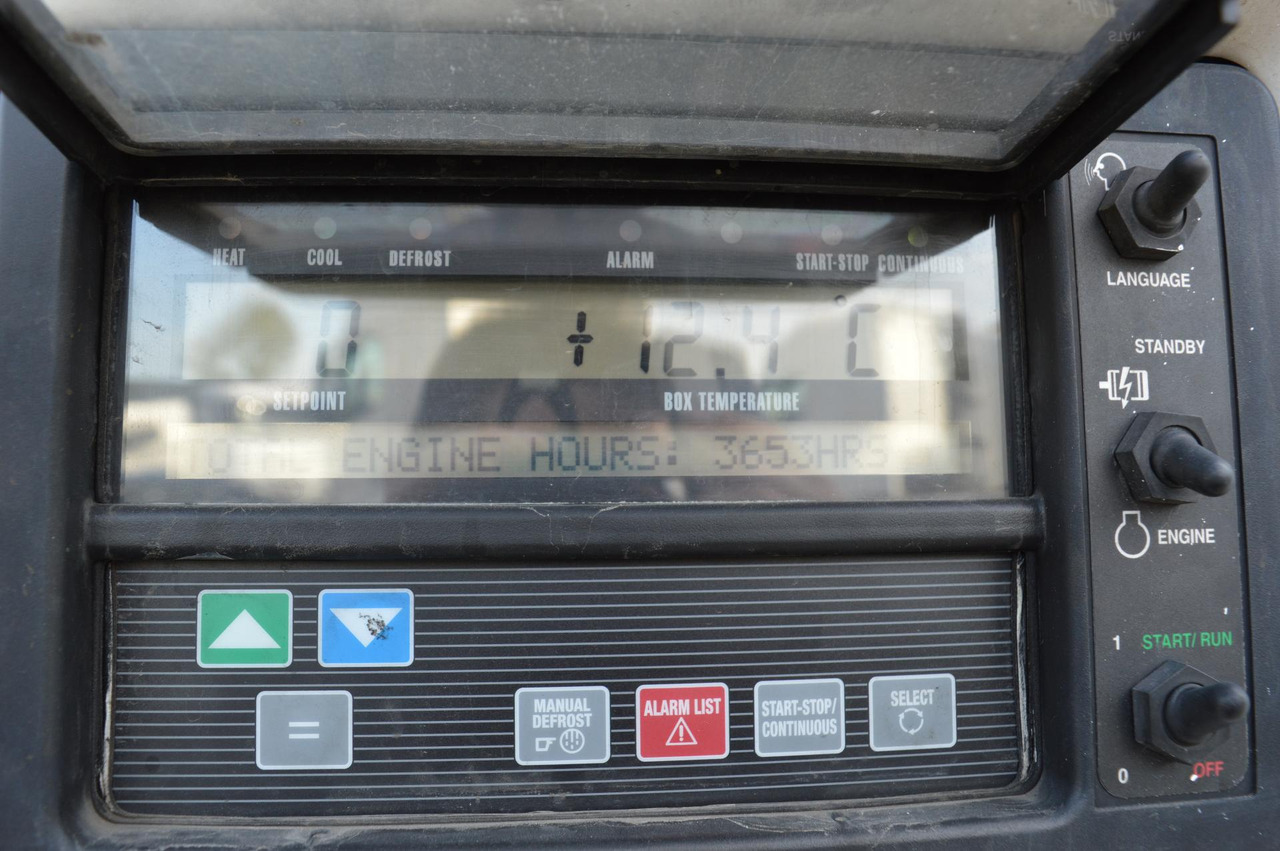 HEAT COOL DEFROST ALARM START-STOP CONTINUOUS
0 +12.4 °C
SETPOINT BOX TEMPERATURE
TOTAL ENGINE HOURS: 3653HRS
MANUAL DEFROST
ALARM LIST
START-STOP/
CONTINUOUS
SELECT
=
LANGUAGE
STANDBY
ENGINE
1 START/RUN
0 OFF